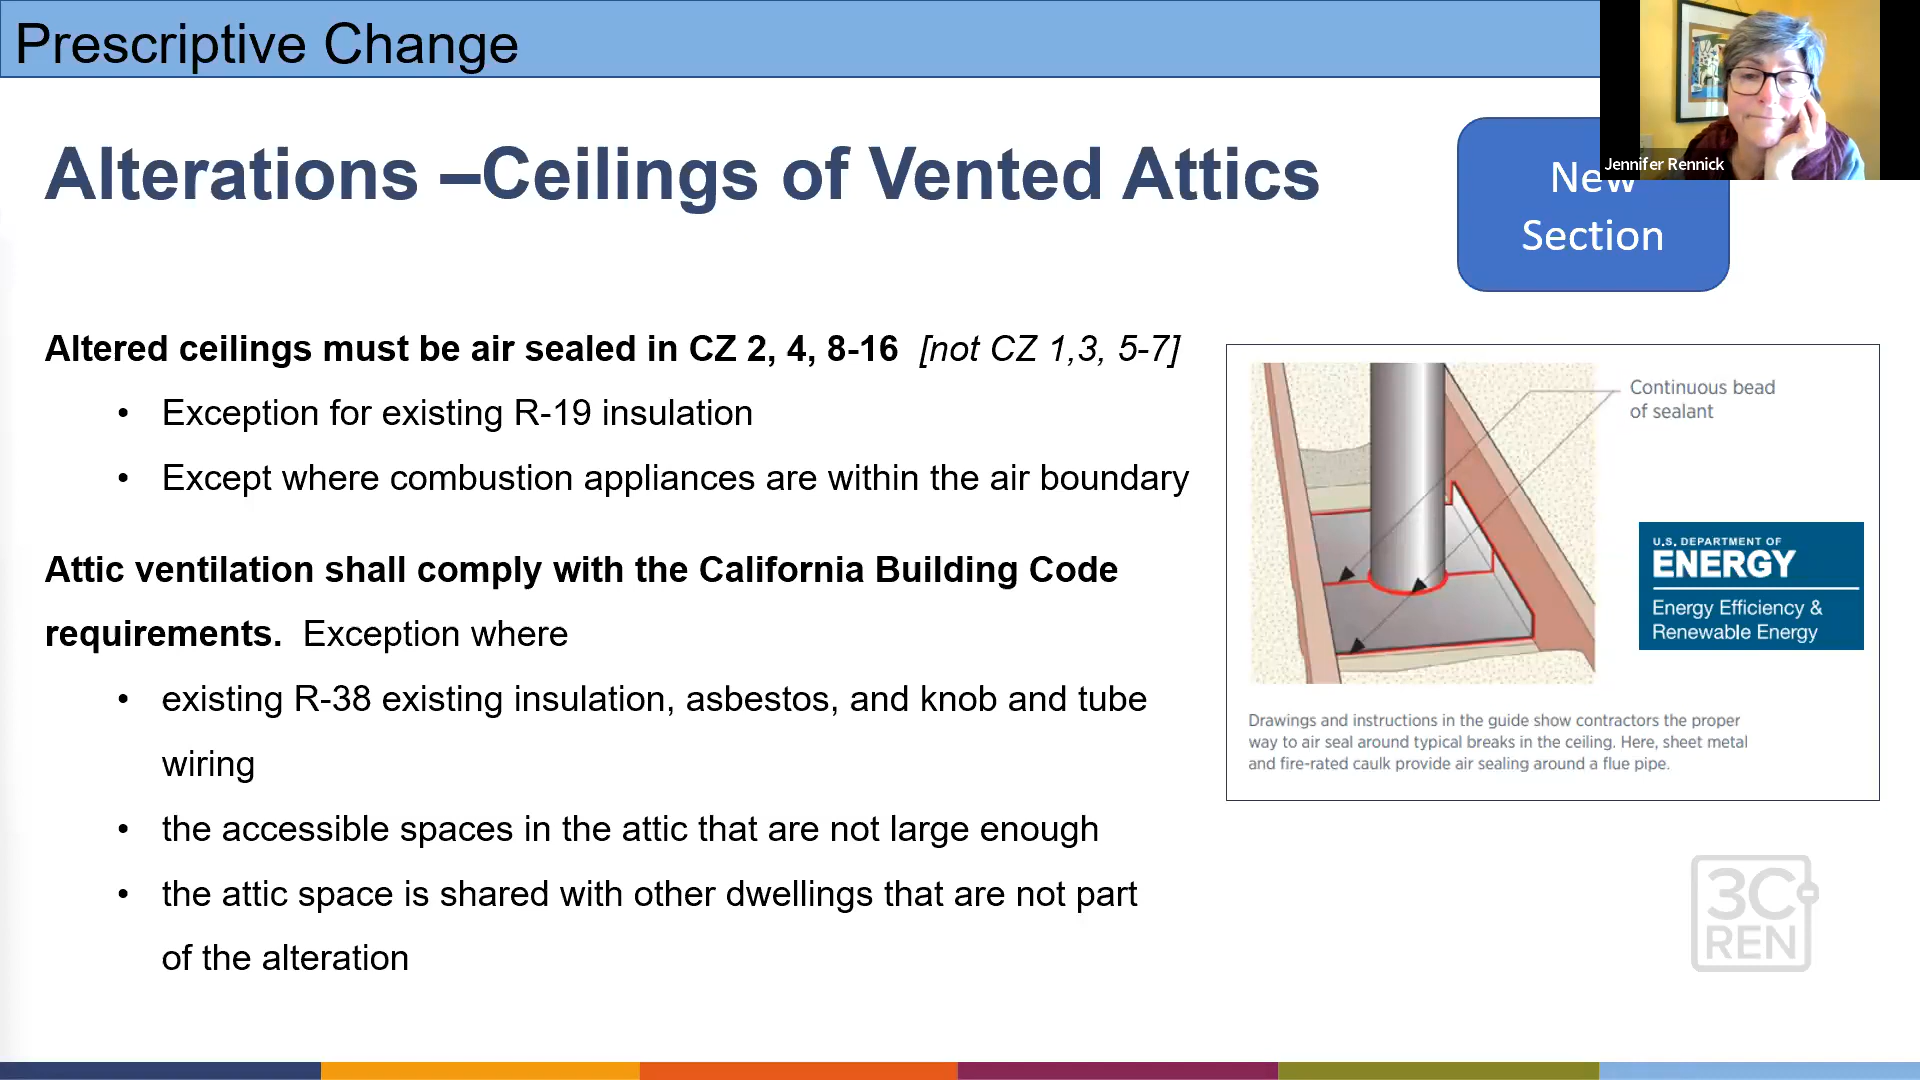 Prescriptive Change
Jennifer Rennick
Alterations –Ceilings of Vented Attics
New
Section
Altered ceilings must be air sealed in CZ 2, 4, 8-16 [not CZ 1,3, 5-7]
• Exception for existing R-19 insulation
• Except where combustion appliances are within the air boundary
Attic ventilation shall comply with the California Building Code
requirements. Exception where
• existing R-38 existing insulation, asbestos, and knob and tube
wiring
• the accessible spaces in the attic that are not large enough
• the attic space is shared with other dwellings that are not part
of the alteration
Continuous bead
of sealant
U.S. DEPARTMENT OF
ENERGY
Energy Efficiency &
Renewable Energy
Drawings and instructions in the guide show contractors the proper
way to air seal around typical breaks in the ceiling. Here, sheet metal
and fire-rated caulk provide air sealing around a flue pipe.
3C
REN